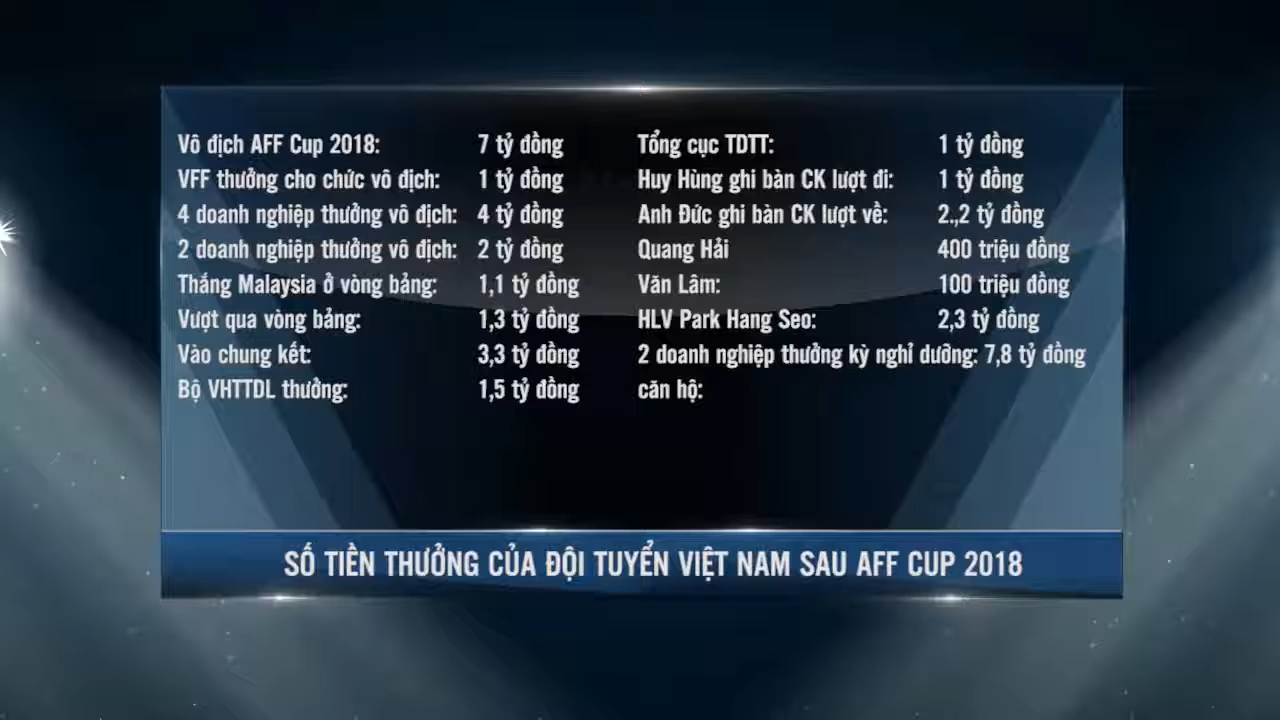 Vô địch AFF Cup 2018: 7 tỷ đồng
VFF thưởng cho chức vô địch: 1 tỷ đồng
4 doanh nghiệp thưởng vô địch: 4 tỷ đồng
2 doanh nghiệp thưởng vô địch: 2 tỷ đồng
Thắng Malaysia ở vòng bảng: 1,1 tỷ đồng
Vượt qua vòng bảng: 1,3 tỷ đồng
Vào chung kết: 3,3 tỷ đồng
Bộ VHTTDL thưởng: 1,5 tỷ đồng
Tổng cục TDTT: 1 tỷ đồng
Huy Hùng ghi bàn CK lượt đi: 1 tỷ đồng
Anh Đức ghi bàn CK lượt về: 2.,2 tỷ đồng
Quang Hải 400 triệu đồng
Văn Lâm: 100 triệu đồng
HLV Park Hang Seo: 2,3 tỷ đồng
2 doanh nghiệp thưởng kỳ nghỉ dưỡng: 7,8 tỷ đồng
căn hộ:
SỐ TIỀN THƯỞNG CỦA ĐỘI TUYỂN VIỆT NAM SAU AFF CUP 2018